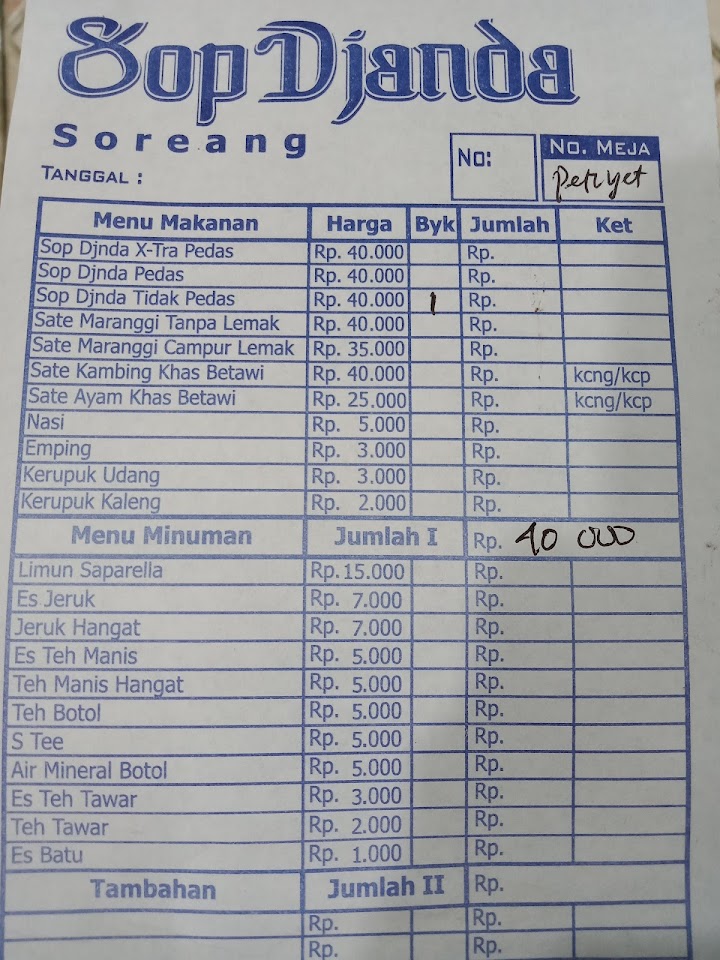 Sop Djanda
Soreang
TANGGAL :
No:
NO. MEJA
Menu Makanan Harga Byk Jumlah Ket
Sop Djnda X-Tra Pedas Rp. 40.000 Rp.
Sop Djnda Pedas Rp. 40.000 Rp.
Sop Djnda Tidak Pedas Rp. 40.000 1 Rp.
Sate Maranggi Tanpa Lemak Rp. 40.000 Rp.
Sate Maranggi Campur Lemak Rp. 35.000 Rp.
Sate Kambing Khas Betawi Rp. 40.000 Rp. kcng/kcp
Sate Ayam Khas Betawi Rp. 25.000 Rp. kcng/kcp
Nasi Rp. 5.000 Rp.
Emping Rp. 3.000 Rp.
Kerupuk Udang Rp. 3.000 Rp.
Kerupuk Kaleng Rp. 2.000 Rp.
Menu Minuman Jumlah I Rp. 40 000
Limun Saparella Rp. 15.000 Rp.
Es Jeruk Rp. 7.000 Rp.
Jeruk Hangat Rp. 7.000 Rp.
Es Teh Manis Rp. 5.000 Rp.
Teh Manis Hangat Rp. 5.000 Rp.
Teh Botol Rp. 5.000 Rp.
S Tee Rp. 5.000 Rp.
Air Mineral Botol Rp. 5.000 Rp.
Es Teh Tawar Rp. 3.000 Rp.
Teh Tawar Rp. 2.000 Rp.
Es Batu Rp. 1.000 Rp.
Tambahan Jumlah II Rp.
Rp. Rp.
Rp. Rp.